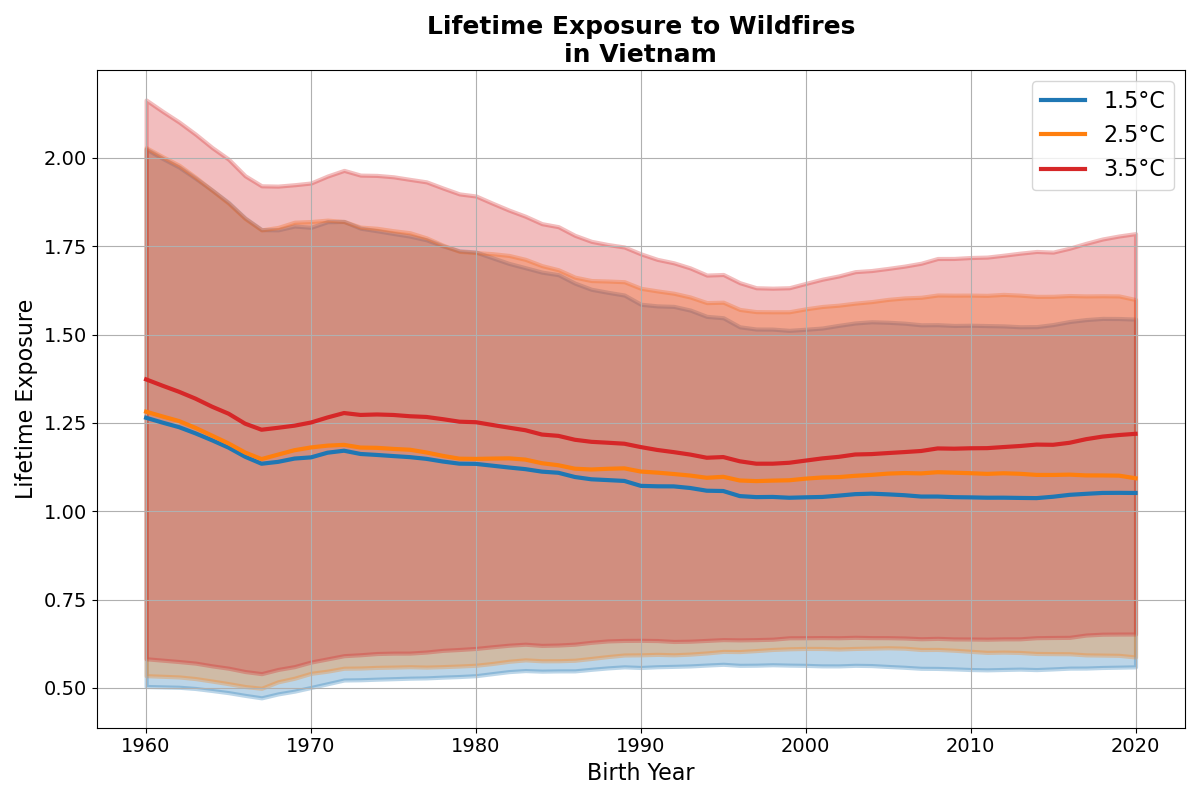 Lifetime Exposure to Wildfires
in Vietnam
1.5°C
2.5°C
3.5°C
Lifetime Exposure
2.00
1.75
1.50
1.25
1.00
0.75
0.50
1960
1970
1980
1990
2000
2010
2020
Birth Year